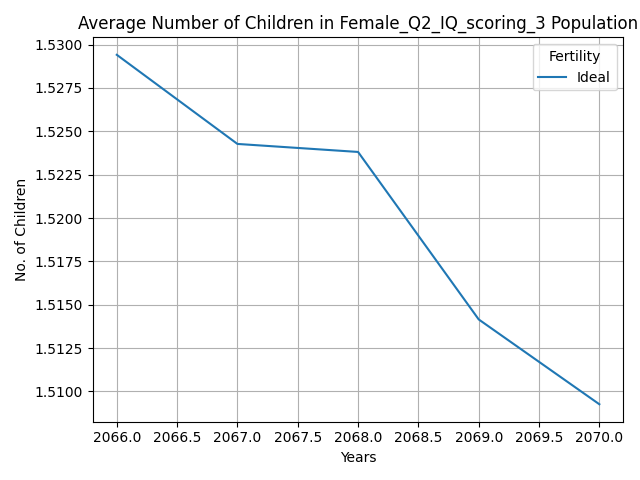 Average Number of Children in Female_Q2_IQ_scoring_3 Population
1.5300
1.5275
1.5250
1.5225
1.5200
1.5175
1.5150
1.5125
1.5100
No. of Children
Fertility
Ideal
2066.0 2066.5 2067.0 2067.5 2068.0 2068.5 2069.0 2069.5 2070.0
Years